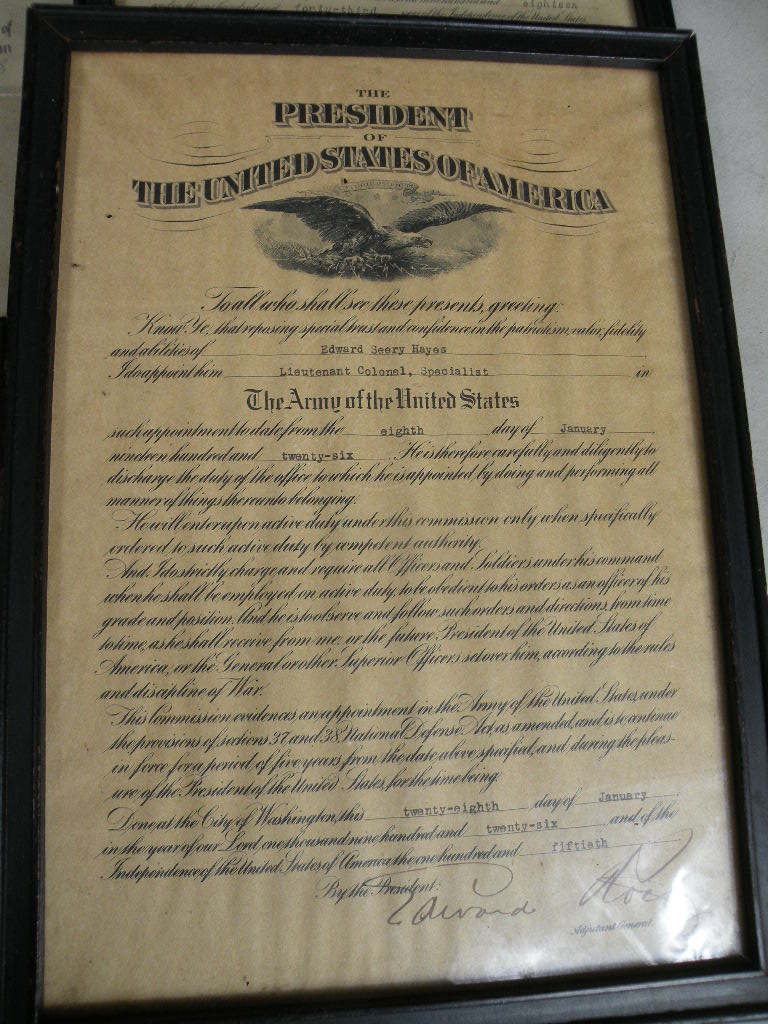 eighteen
forty-third of the Independence of the United States
of
THE
PRESIDENT
OF
THE UNITED STATES OF AMERICA
To all who shall see these presents, greeting:
Know Ye, that reposing special trust and confidence in the patriotism, valor, fidelity
and abilities of Edward Seery Hayes
I do appoint him Lieutenant Colonel, Specialist in
The Army of the United States
such appointment to date from the eighth day of January
nineteen hundred and twenty-six. He is therefore carefully and diligently to
discharge the duty of the office to which he is appointed by doing and performing all
manner of things thereunto belonging.
He will enter upon active duty under this commission only when specifically
ordered to such active duty by competent authority.
And I do strictly charge and require all Officers and Soldiers under his command
when he shall be employed on active duty, to be obedient to his orders as an officer of his
grade and position. And he is to observe and follow such orders and directions, from time
to time, as he shall receive from me, or the future President of the United States of
America, or the General or other Superior Officers set over him, according to the rules
and discipline of War.
This Commission evidences an appointment in the Army of the United States, under
the provisions of sections 37 and 38 National Defense Act, as amended, and is to continue
in force for a period of five years from the date above specified, and during the pleas-
ure of the President of the United States, for the time being.
Done at the City of Washington, this twenty-eighth day of January
in the year of our Lord one thousand nine hundred and twenty-six and of the
Independence of the United States of America the one hundred and fiftieth
By the President:
Edward
Adjutant General.